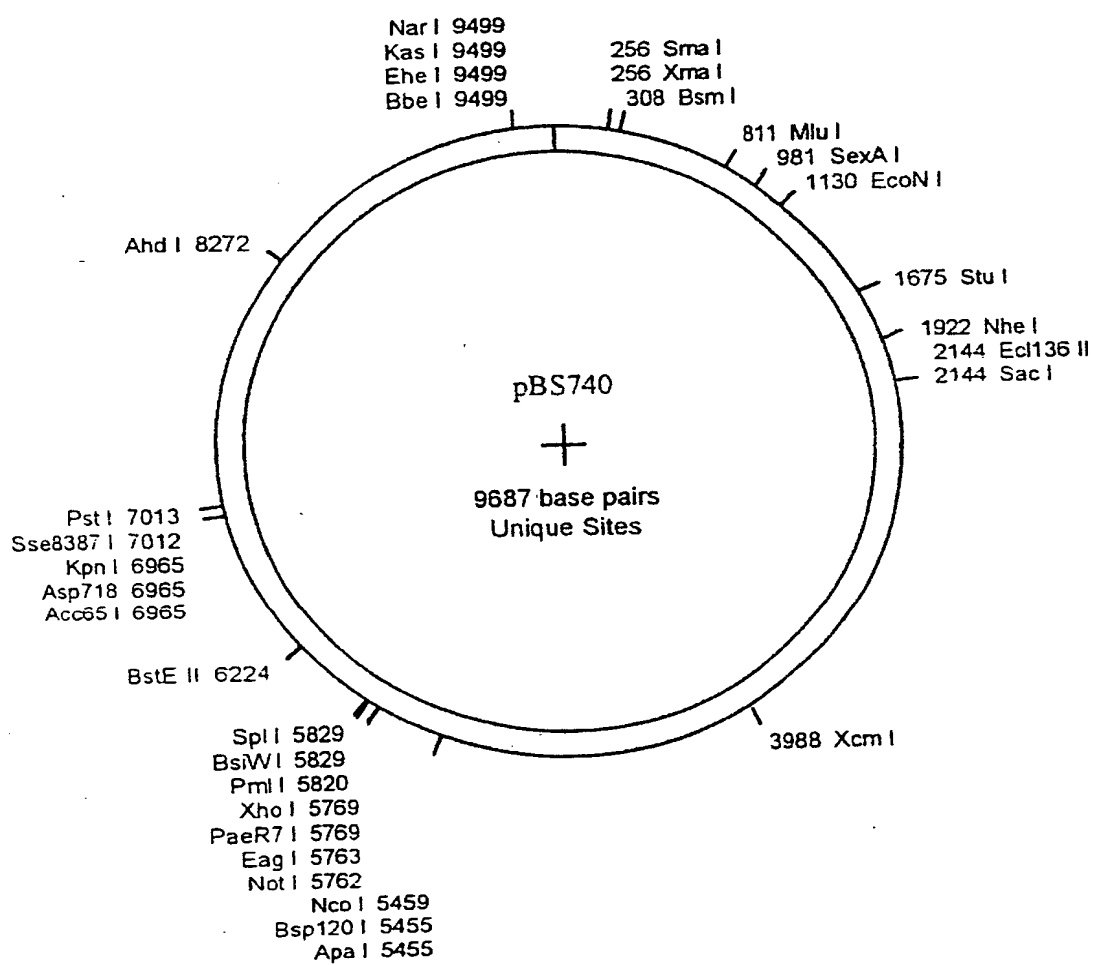 Nar I 9499
Kas I 9499
Ehe I 9499
Bbe I 9499
256 Sma I
256 Xma I
308 Bsm I
811 Mlu I
981 SexA I
1130 EcoN I
Ahd I 8272
1675 Stu I
1922 Nhe I
2144 Ecl136 II
2144 Sac I
pBS740
9687 base pairs
Unique Sites
Pst I 7013
Sse8387 I 7012
Kpn I 6965
Asp718 6965
Acc65 I 6965
BstE II 6224
3988 Xcm I
Spl I 5829
BsiW I 5829
Pml I 5820
Xho I 5769
PaeR7 I 5769
Eag I 5763
Not I 5762
Nco I 5459
Bsp120 I 5455
Apa I 5455